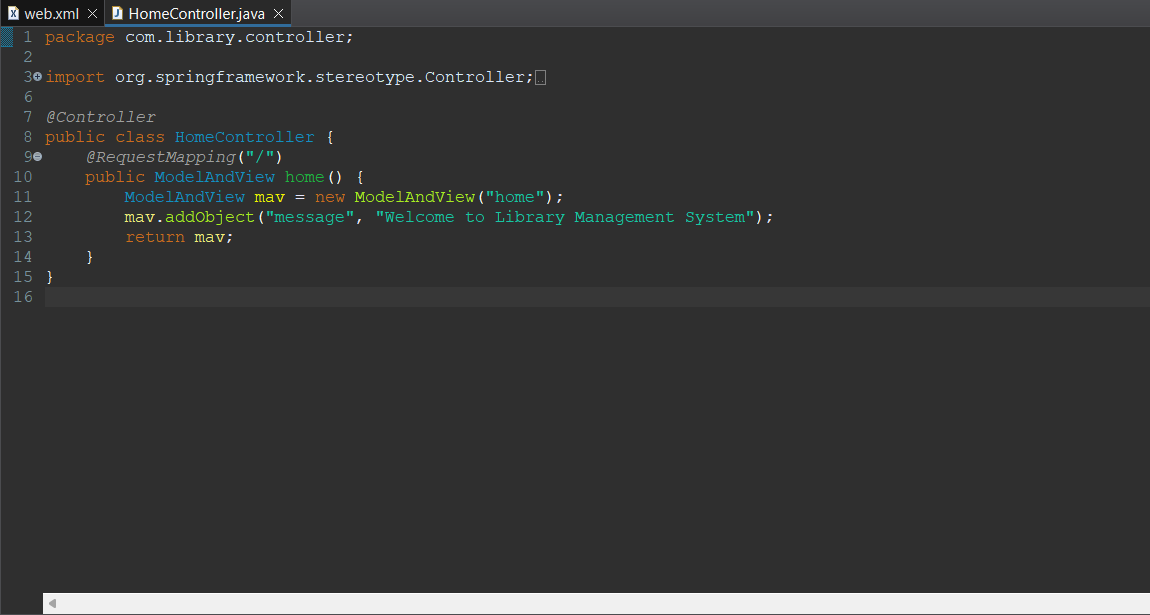 web.xml HomeController.java
1 package com.library.controller;
2
3 import org.springframework.stereotype.Controller;
6
7 @Controller
8 public class HomeController {
9 @RequestMapping("/")
10 public ModelAndView home() {
11 ModelAndView mav = new ModelAndView("home");
12 mav.addObject("message", "Welcome to Library Management System");
13 return mav;
14 }
15 }
16